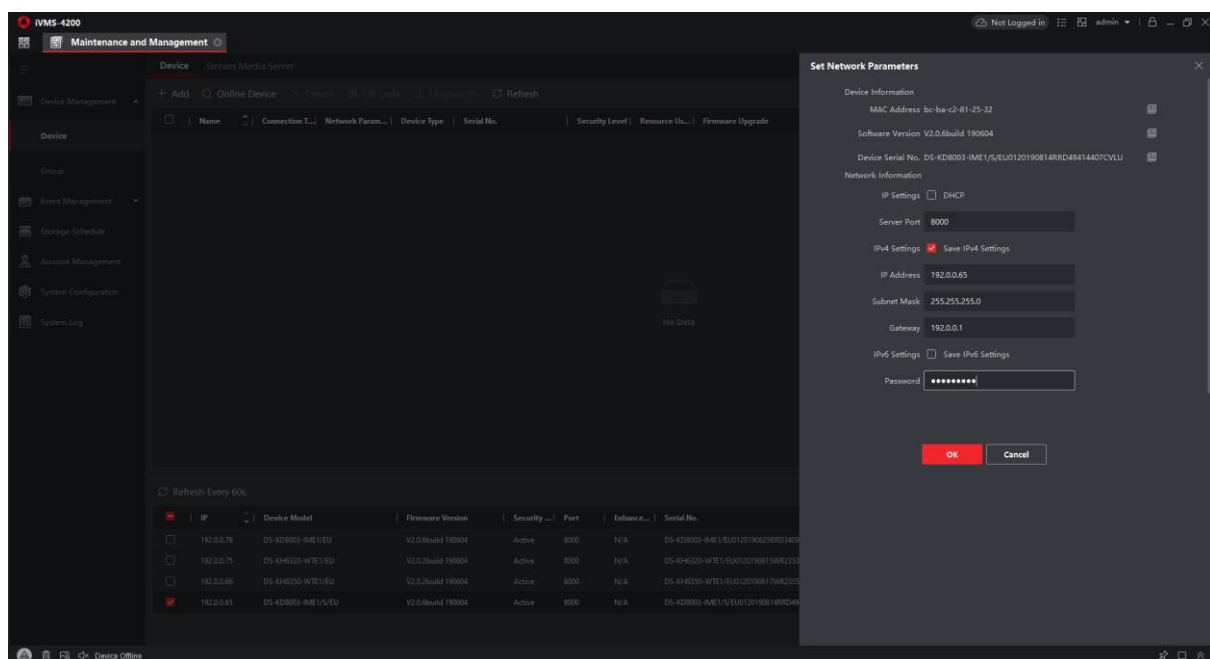 iVMS-4200
Not Logged in admin
Maintenance and Management
Device Management
Device
Group
Event Management
Storage Schedule
Account Management
System Configuration
System Log
Device Stream Media Server
Add Online Device Delete QR Code Refresh
Name Connection T... Network Param... Device Type Serial No. Security Level Resource Us... Firmware Upgrade
No Data
Refresh Every 60s.
IP Device Model Firmware Version Security ... Port Enhance... Serial No.
192.0.0.76 DS-KD8003-IME1/EU V2.0.6build 190604 Active 8000 N/A
192.0.0.75 DS-KH6320-WTE1/EU V2.0.2build 190604 Active 8000 N/A
192.0.0.66 DS-KH8350-WTE1/EU V2.0.2build 190604 Active 8000 N/A
192.0.0.65 DS-KD8003-IME1/S/EU V2.0.6build 190604 Active 8000 N/A
Set Network Parameters
Device Information
MAC Address bc-ba-c2-81-25-32
Software Version V2.0.6build 190604
Device Serial No. DS-KD8003-IME1/S/EU0120190814RRD49414407CVLU
Network Information
IP Settings DHCP
Server Port 8000
IPv4 Settings Save IPv4 Settings
IP Address 192.0.0.65
Subnet Mask 255.255.255.0
Gateway 192.0.0.1
IPv6 Settings Save IPv6 Settings
Password •••••••••
OK Cancel
Device Offline